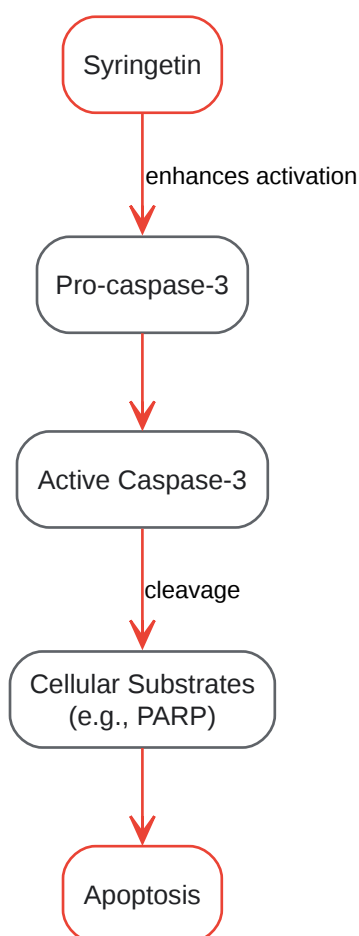 Syringetin
enhances activation
Pro-caspase-3
Active Caspase-3
cleavage
Cellular Substrates
(e.g., PARP)
Apoptosis